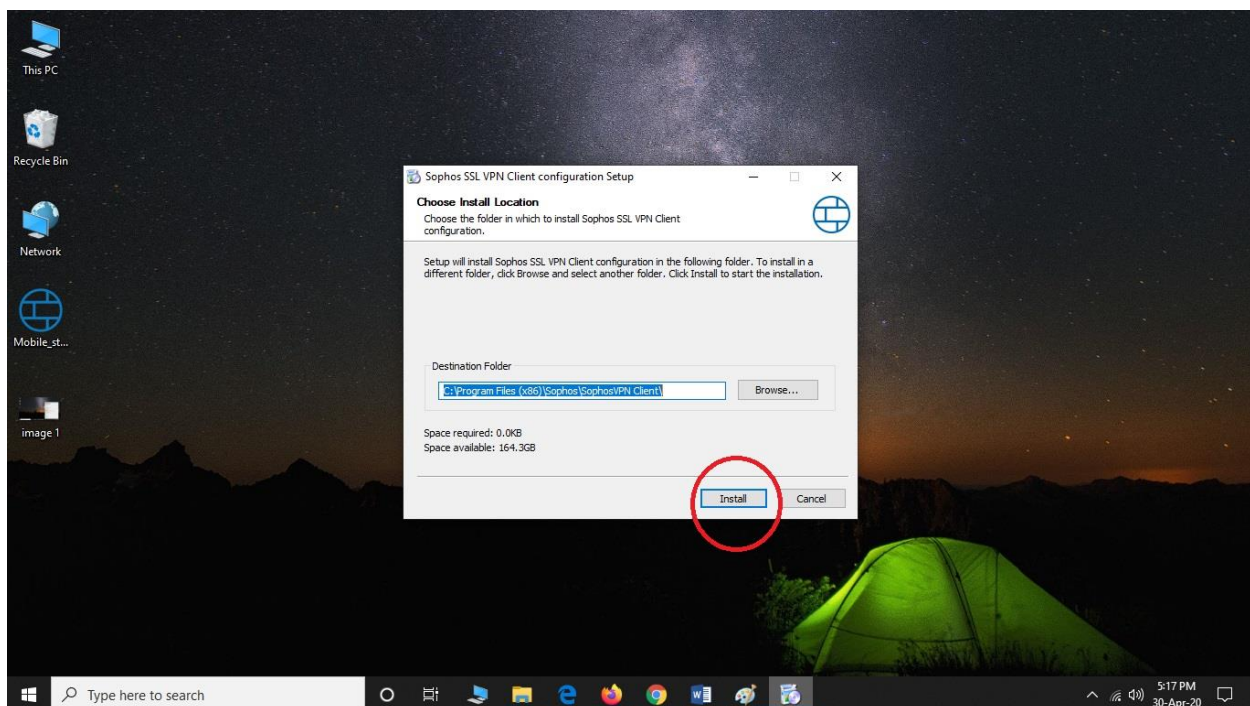 This PC
Recycle Bin
Network
Mobile_st...
image 1
Sophos SSL VPN Client configuration Setup
Choose Install Location
Choose the folder in which to install Sophos SSL VPN Client
configuration.
Setup will install Sophos SSL VPN Client configuration in the following folder. To install in a
different folder, click Browse and select another folder. Click Install to start the installation.
Destination Folder
C:\Program Files (x86)\Sophos\SophosVPN Client\
Browse...
Space required: 0.0KB
Space available: 164.3GB
Install
Cancel
Type here to search
5:17 PM
30-Apr-20